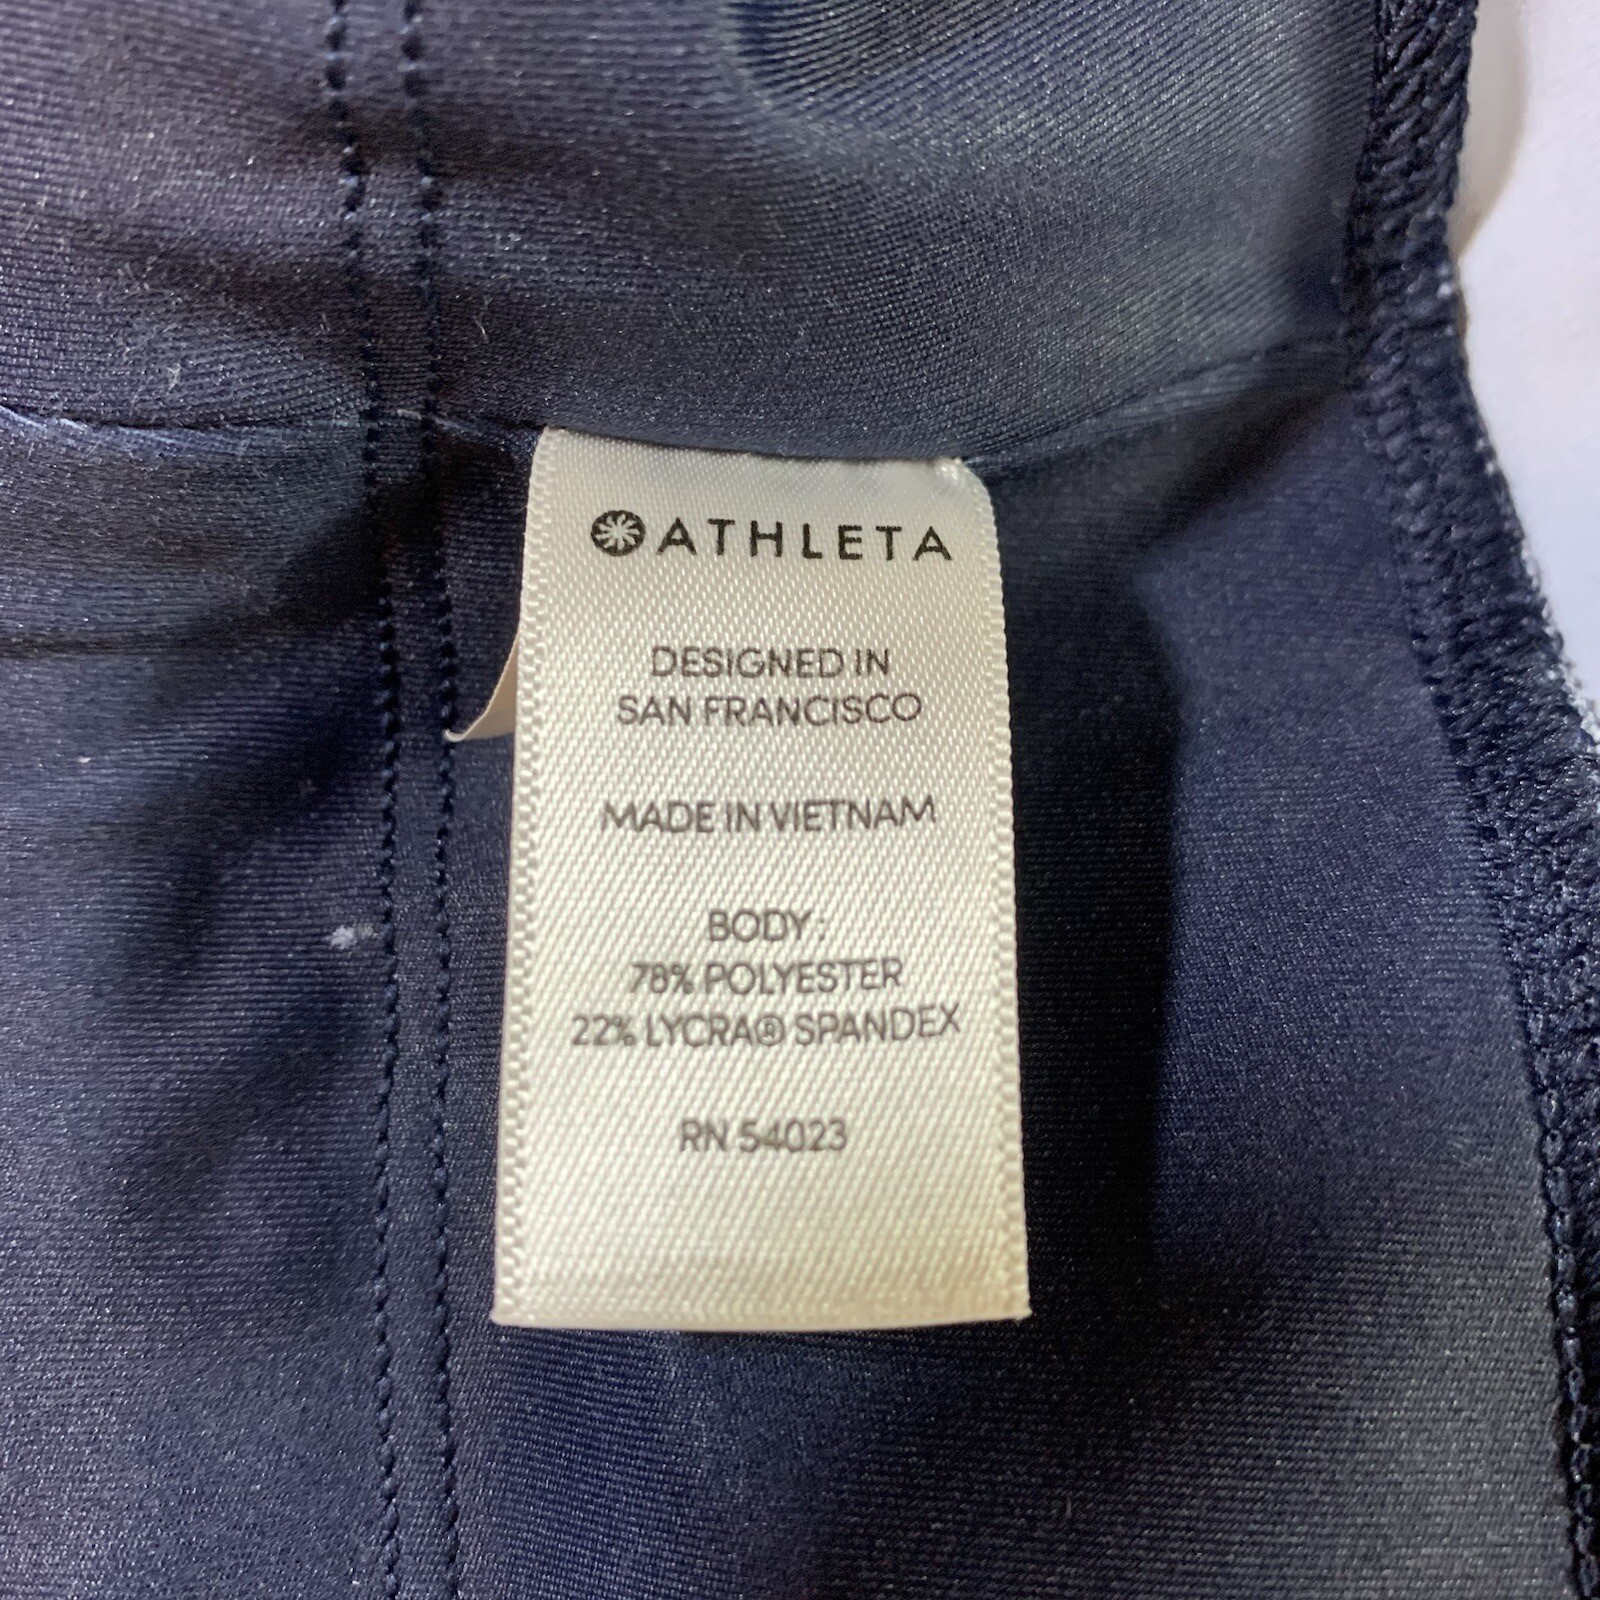 ATHLETA
DESIGNED IN
SAN FRANCISCO
MADE IN VIETNAM
BODY:
78% POLYESTER
22% LYCRA® SPANDEX
RN 54023